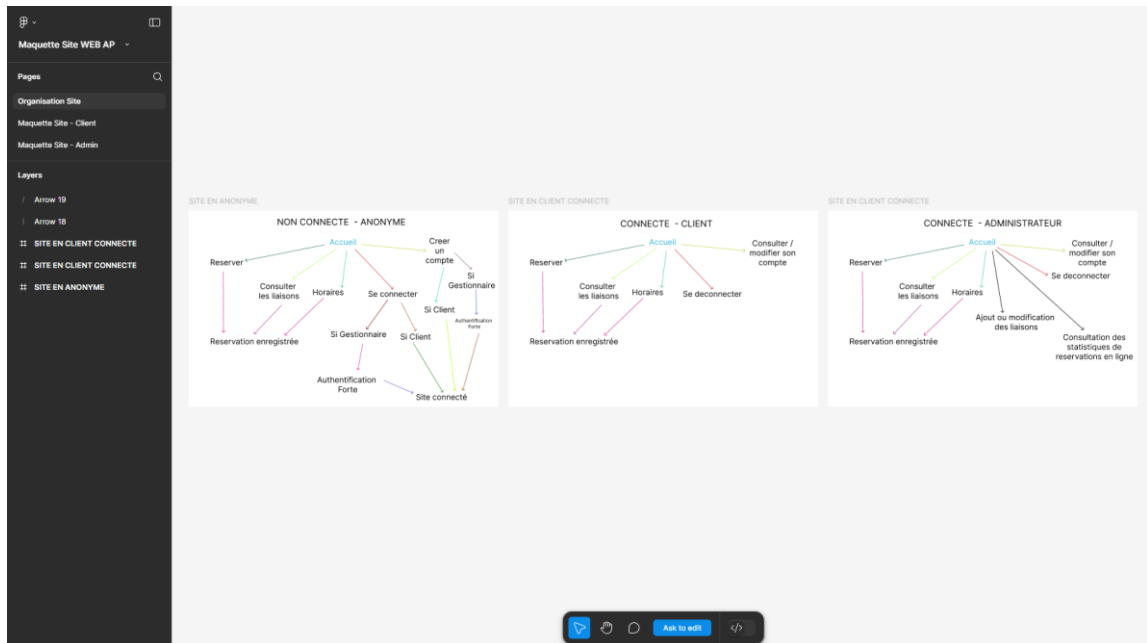 Maquette Site WEB AP
Pages
Organisation Site
Maquette Site - Client
Maquette Site - Admin
Layers
Arrow 19
Arrow 18
SITE EN CLIENT CONNECTE
SITE EN CLIENT CONNECTE
SITE EN ANONYME
SITE EN ANONYME
NON CONNECTE - ANONYME
Accueil
Creer
un
compte
Reserver
Si
Gestionnaire
Consulter
les liaisons
Horaires
Se connecter
Si Client
Authentification
Forte
Si Gestionnaire
Si Client
Reservation enregistrée
Authentification
Forte
Site connecté
SITE EN CLIENT CONNECTE
CONNECTE - CLIENT
Accueil
Consulter /
modifier son
compte
Reserver
Consulter
les liaisons
Horaires
Se deconnecter
Reservation enregistrée
SITE EN CLIENT CONNECTE
CONNECTE - ADMINISTRATEUR
Accueil
Consulter /
modifier son
compte
Reserver
Se deconnecter
Consulter
les liaisons
Horaires
Ajout ou modification
des liaisons
Reservation enregistrée
Consultation des
statistiques de
reservations en ligne
Ask to edit